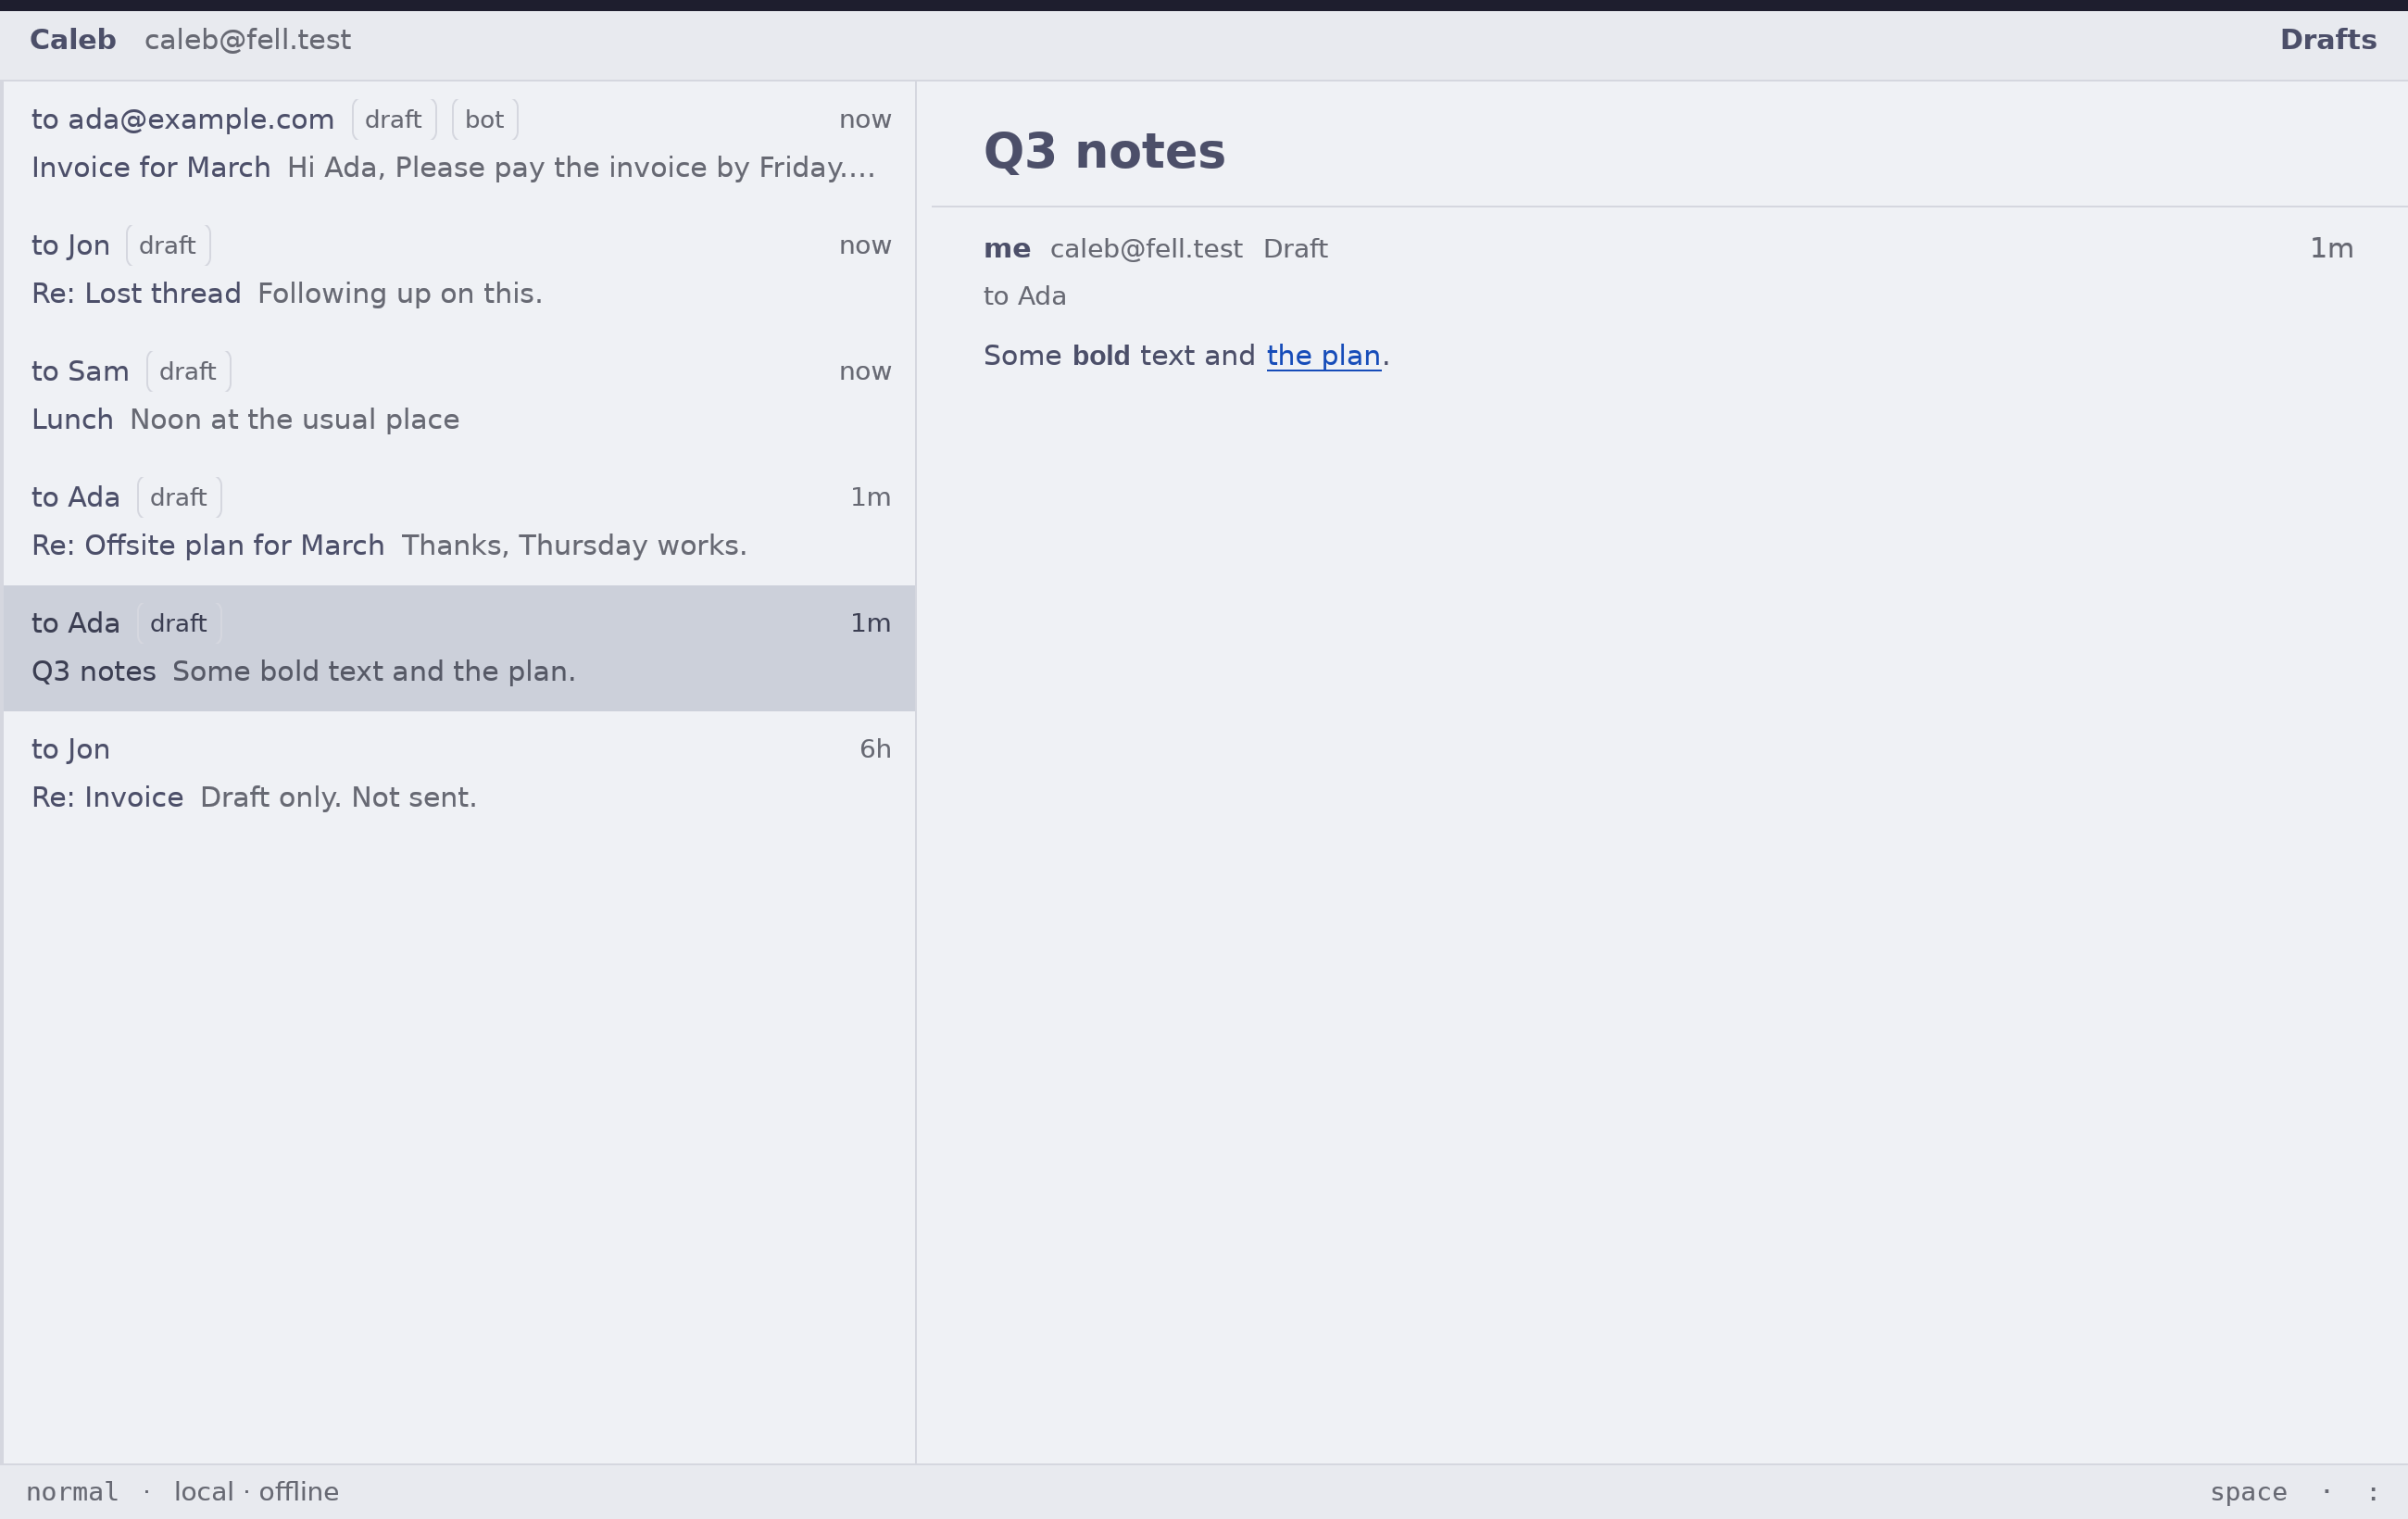 Caleb caleb@fell.test Drafts
to ada@example.com draft bot now
Invoice for March Hi Ada, Please pay the invoice by Friday....
to Jon draft now
Re: Lost thread Following up on this.
to Sam draft now
Lunch Noon at the usual place
to Ada draft 1m
Re: Offsite plan for March Thanks, Thursday works.
to Ada draft 1m
Q3 notes Some bold text and the plan.
to Jon 6h
Re: Invoice Draft only. Not sent.
Q3 notes
me caleb@fell.test Draft 1m
to Ada
Some bold text and the plan.
normal · local · offline space · :